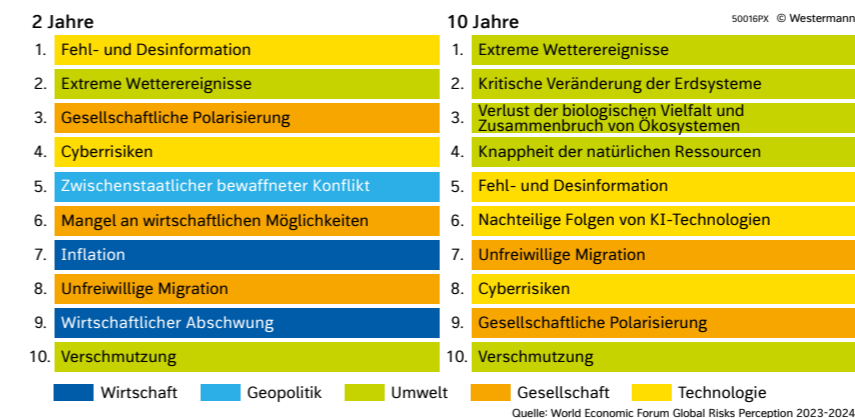 2 Jahre
1. Fehl- und Desinformation
2. Extreme Wetterereignisse
3. Gesellschaftliche Polarisierung
4. Cyberrisiken
5. Zwischenstaatlicher bewaffneter Konflikt
6. Mangel an wirtschaftlichen Möglichkeiten
7. Inflation
8. Unfreiwillige Migration
9. Wirtschaftlicher Abschwung
10. Verschmutzung
10 Jahre
50016PX © Westermann
1. Extreme Wetterereignisse
2. Kritische Veränderung der Erdsysteme
3. Verlust der biologischen Vielfalt und
Zusammenbruch von Ökosystemen
4. Knappheit der natürlichen Ressourcen
5. Fehl- und Desinformation
6. Nachteilige Folgen von KI-Technologien
7. Unfreiwillige Migration
8. Cyberrisiken
9. Gesellschaftliche Polarisierung
10. Verschmutzung
Wirtschaft Geopolitik Umwelt Gesellschaft Technologie
Quelle: World Economic Forum Global Risks Perception 2023-2024